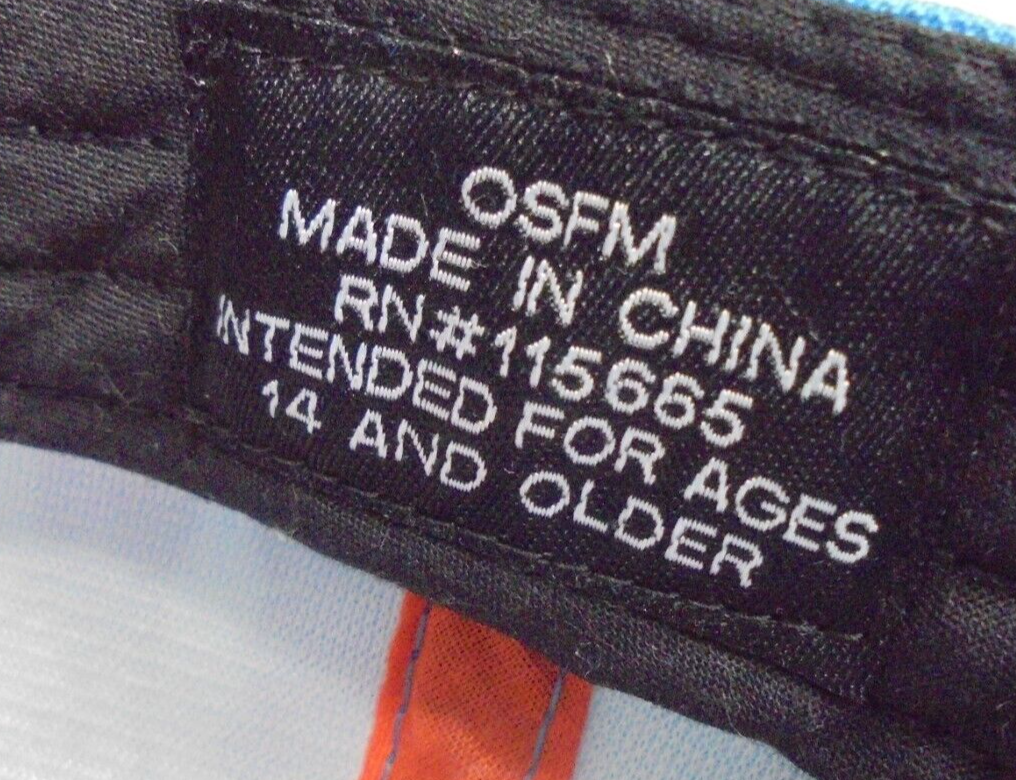 OSFM
MADE IN CHINA
RN#115665
INTENDED FOR AGES
14 AND OLDER